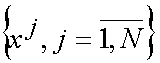 {x^j, j = \overline{1, N}}